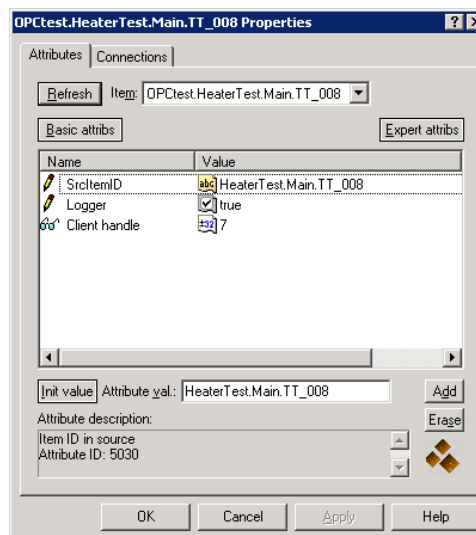 OPCtest.HeaterTest.Main.TT_008 Properties
Attributes Connections
Refresh Item: OPCtest.HeaterTest.Main.TT_008
Basic attribs Expert attribs
Name Value
SrcItemID abc HeaterTest.Main.TT_008
Logger true
Client handle ±32 7
Init value Attribute val.: HeaterTest.Main.TT_008 Add
Attribute description: Erase
Item ID in source
Attribute ID: 5030
OK Cancel Apply Help